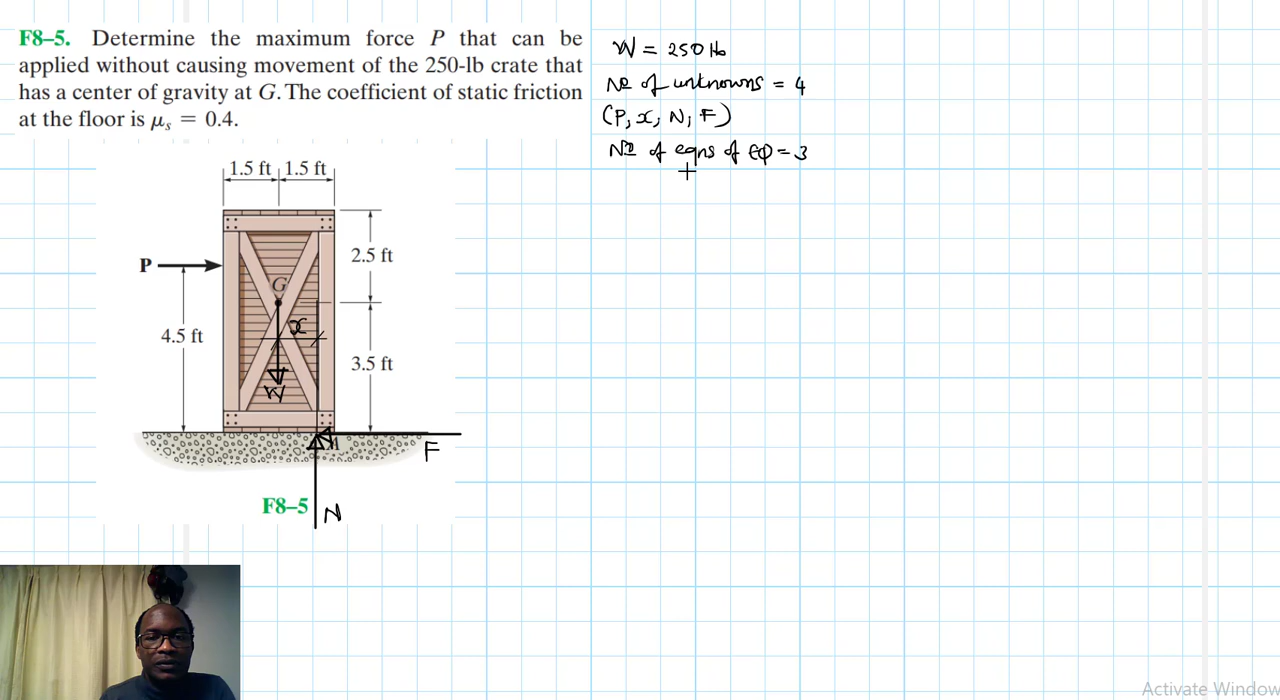 F8–5. Determine the maximum force P that can be
applied without causing movement of the 250-lb crate that
has a center of gravity at G. The coefficient of static friction
at the floor is μs = 0.4.
W = 250 lb
No of unknowns = 4
(P, x, N, F)
No of eqns of EQ = 3
+
1.5 ft 1.5 ft
2.5 ft
P
G
4.5 ft
x
3.5 ft
W
F
F8–5
N
Activate Window